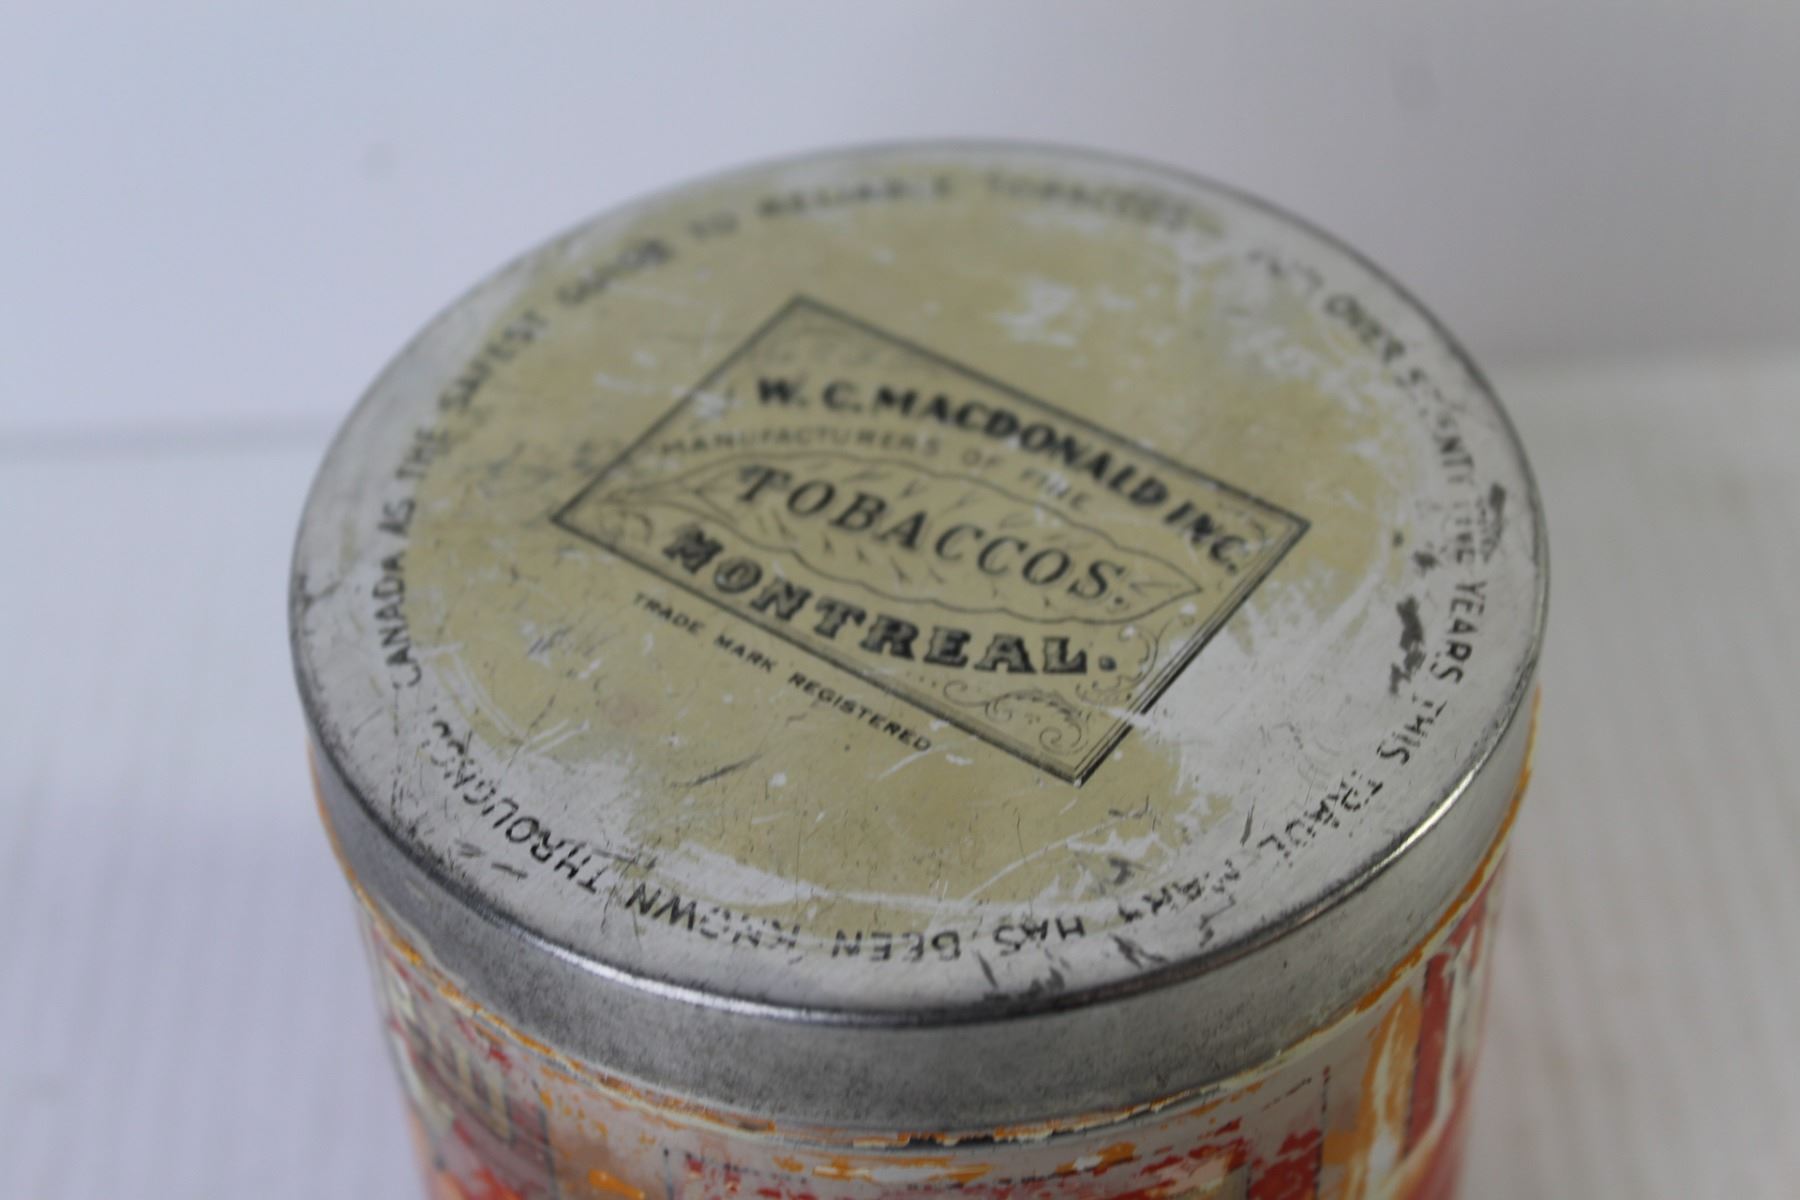 W. C. MACDONALD INC.
MANUFACTURERS OF FINE
TOBACCOS.
MONTREAL.
TRADE MARK REGISTERED
FOR OVER SEVENTY FIVE YEARS THIS TRADE MARK HAS BEEN KNOWN THROUGHOUT CANADA AS THE SAFEST GUIDE TO RELIABLE TOBACCOS